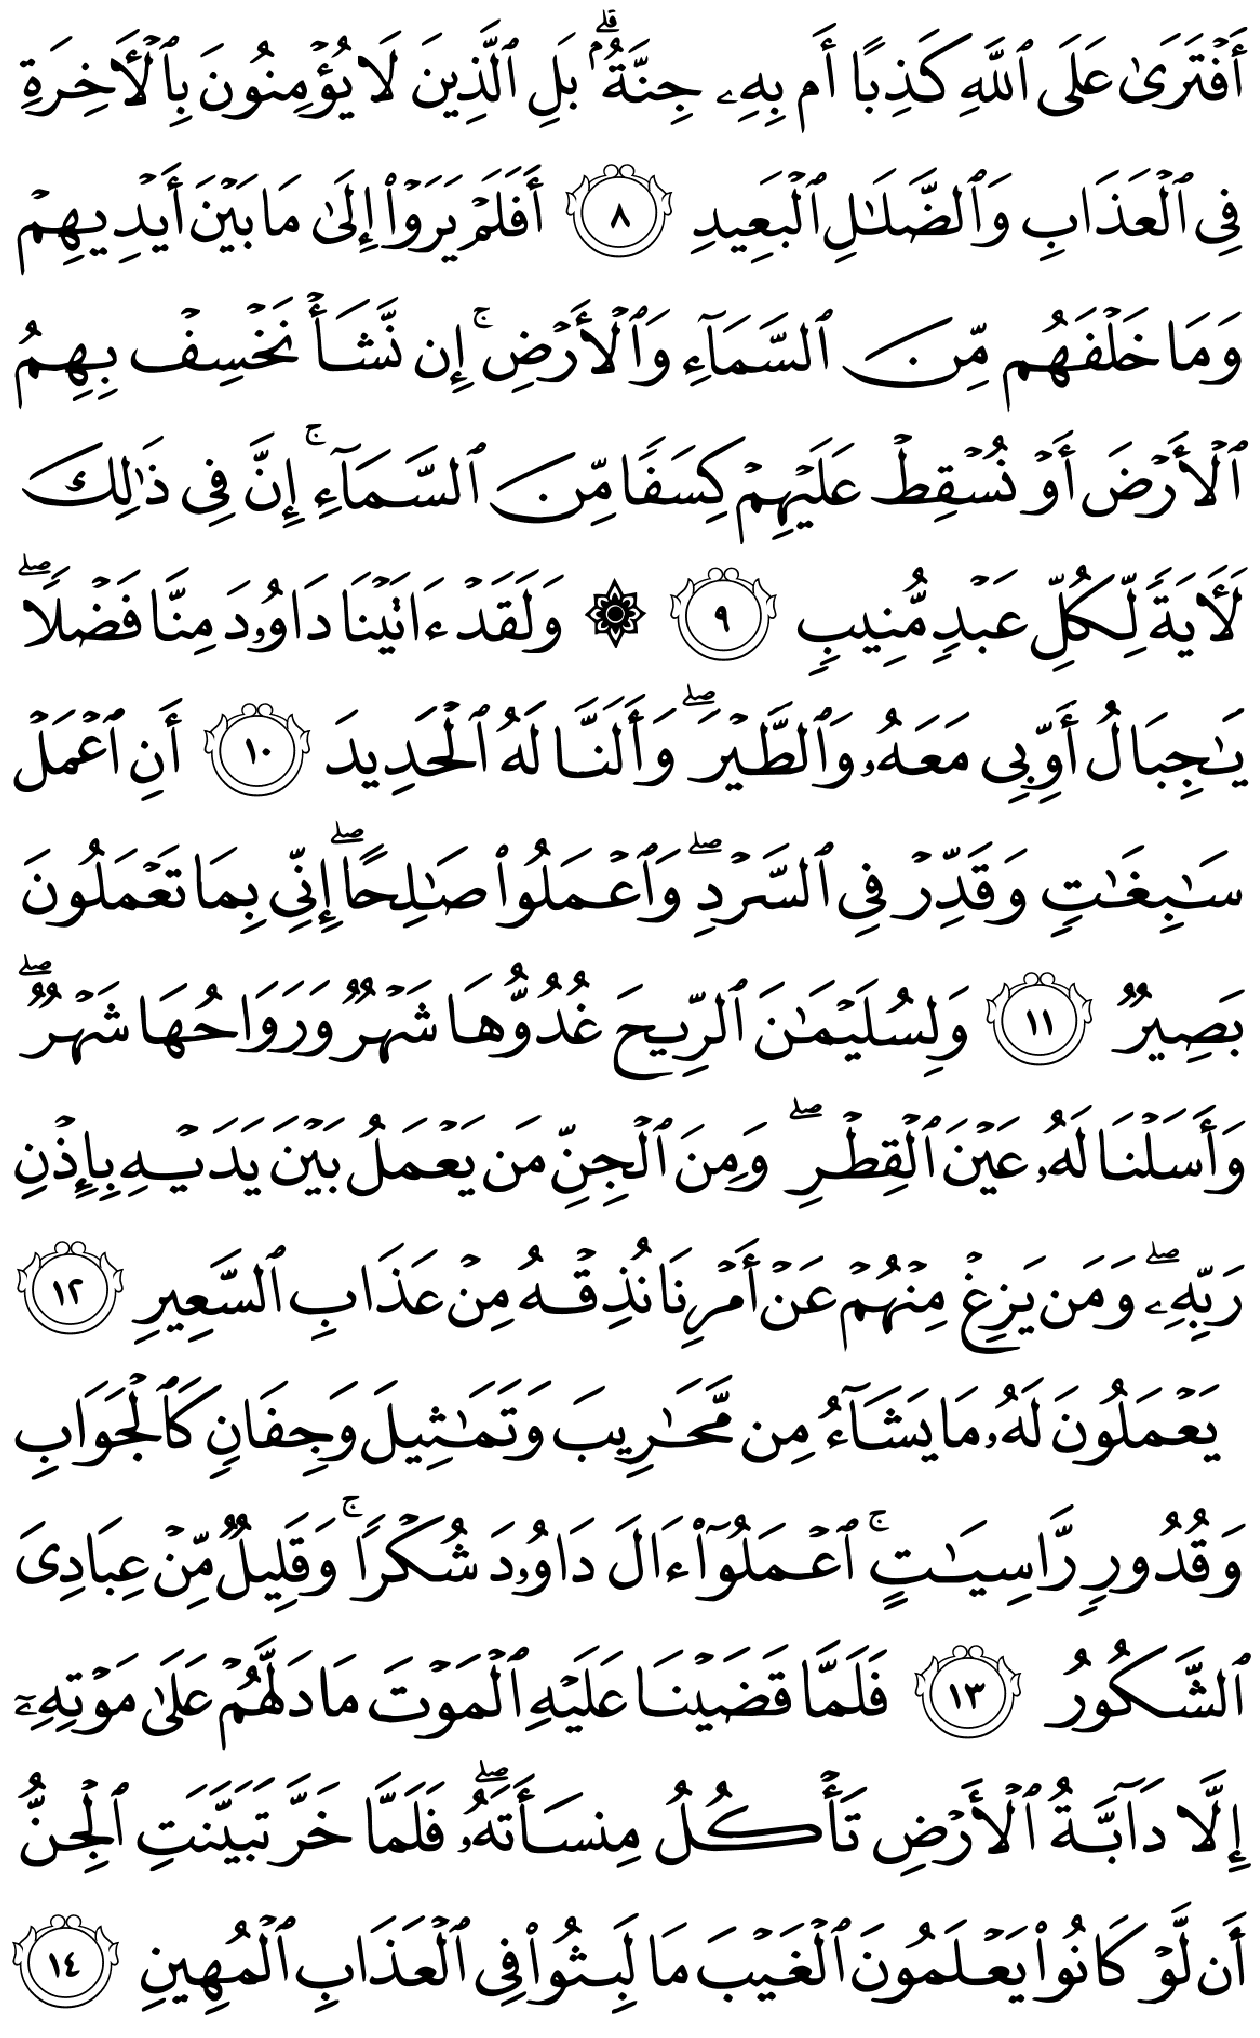 أَفۡتَرَىٰ عَلَى ٱللَّهِ كَذِبًا أَم بِهِۦ جِنَّةُۢۗ بَلِ ٱلَّذِينَ لَا يُؤۡمِنُونَ بِٱلۡأٓخِرَةِ
فِي ٱلۡعَذَابِ وَٱلضَّلَٰلِ ٱلۡبَعِيدِ ٨ أَفَلَمۡ يَرَوۡاْ إِلَىٰ مَا بَيۡنَ أَيۡدِيهِمۡ
وَمَا خَلۡفَهُم مِّنَ ٱلسَّمَآءِ وَٱلۡأَرۡضِۚ إِن نَّشَأۡ نَخۡسِفۡ بِهِمُ
ٱلۡأَرۡضَ أَوۡ نُسۡقِطۡ عَلَيۡهِمۡ كِسَفٗا مِّنَ ٱلسَّمَآءِۚ إِنَّ فِي ذَٰلِكَ
لَأٓيَةٗ لِّكُلِّ عَبۡدٖ مُّنِيبٖ ٩ ۞ وَلَقَدۡ ءَاتَيۡنَا دَاوُۥدَ مِنَّا فَضۡلٗاۖ
يَٰجِبَالُ أَوِّبِي مَعَهُۥ وَٱلطَّيۡرَۖ وَأَلَنَّا لَهُ ٱلۡحَدِيدَ ١٠ أَنِ ٱعۡمَلۡ
سَٰبِغَٰتٖ وَقَدِّرۡ فِي ٱلسَّرۡدِۖ وَٱعۡمَلُواْ صَٰلِحًاۖ إِنِّي بِمَا تَعۡمَلُونَ
بَصِيرٞ ١١ وَلِسُلَيۡمَٰنَ ٱلرِّيحَ غُدُوُّهَا شَهۡرٞ وَرَوَاحُهَا شَهۡرٞۖ
وَأَسَلۡنَا لَهُۥ عَيۡنَ ٱلۡقِطۡرِۖ وَمِنَ ٱلۡجِنِّ مَن يَعۡمَلُ بَيۡنَ يَدَيۡهِ بِإِذۡنِ
رَبِّهِۦۖ وَمَن يَزِغۡ مِنۡهُمۡ عَنۡ أَمۡرِنَا نُذِقۡهُ مِنۡ عَذَابِ ٱلسَّعِيرِ ١٢
يَعۡمَلُونَ لَهُۥ مَا يَشَآءُ مِن مَّحَٰرِيبَ وَتَمَٰثِيلَ وَجِفَانٖ كَٱلۡجَوَابِ
وَقُدُورٖ رَّاسِيَٰتٍۚ ٱعۡمَلُوٓاْ ءَالَ دَاوُۥدَ شُكۡرٗاۚ وَقَلِيلٞ مِّنۡ عِبَادِيَ
ٱلشَّكُورُ ١٣ فَلَمَّا قَضَيۡنَا عَلَيۡهِ ٱلۡمَوۡتَ مَا دَلَّهُمۡ عَلَىٰ مَوۡتِهِۦٓ
إِلَّا دَآبَّةُ ٱلۡأَرۡضِ تَأۡكُلُ مِنسَأَتَهُۥۖ فَلَمَّا خَرَّ تَبَيَّنَتِ ٱلۡجِنُّ
أَن لَّوۡ كَانُواْ يَعۡلَمُونَ ٱلۡغَيۡبَ مَا لَبِثُواْ فِي ٱلۡعَذَابِ ٱلۡمُهِينِ ١٤